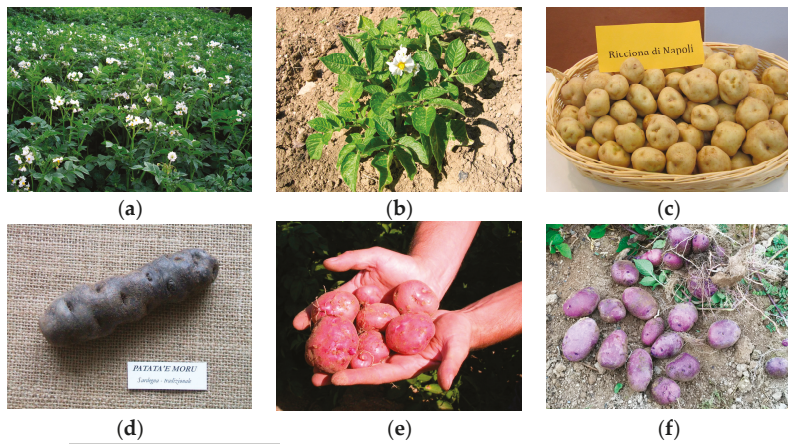 Ricciona di Napoli
(a)
(b)
(c)
PATATA'E MORU
Sardegna - tradizionale
(d)
(e)
(f)